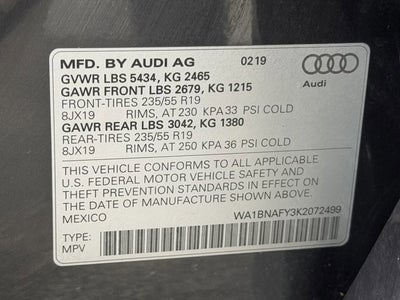 MFD. BY AUDI AG 0219
GVWR LBS 5434, KG 2465
GAWR FRONT LBS 2679, KG 1215
FRONT-TIRES 235/55 R19
8JX19 RIMS, AT 230 KPA 33 PSI COLD
GAWR REAR LBS 3042, KG 1380
REAR-TIRES 235/55 R19
8JX19 RIMS, AT 250 KPA 36 PSI COLD
Audi
THIS VEHICLE CONFORMS TO ALL APPLICABLE
U.S. FEDERAL MOTOR VEHICLE SAFETY AND
THEFT PREVENTION STANDARDS IN EFFECT ON
THE DATE OF MANUFACTURE SHOWN ABOVE.
MEXICO WA1BNAFY3K2072499
TYPE:
MPV